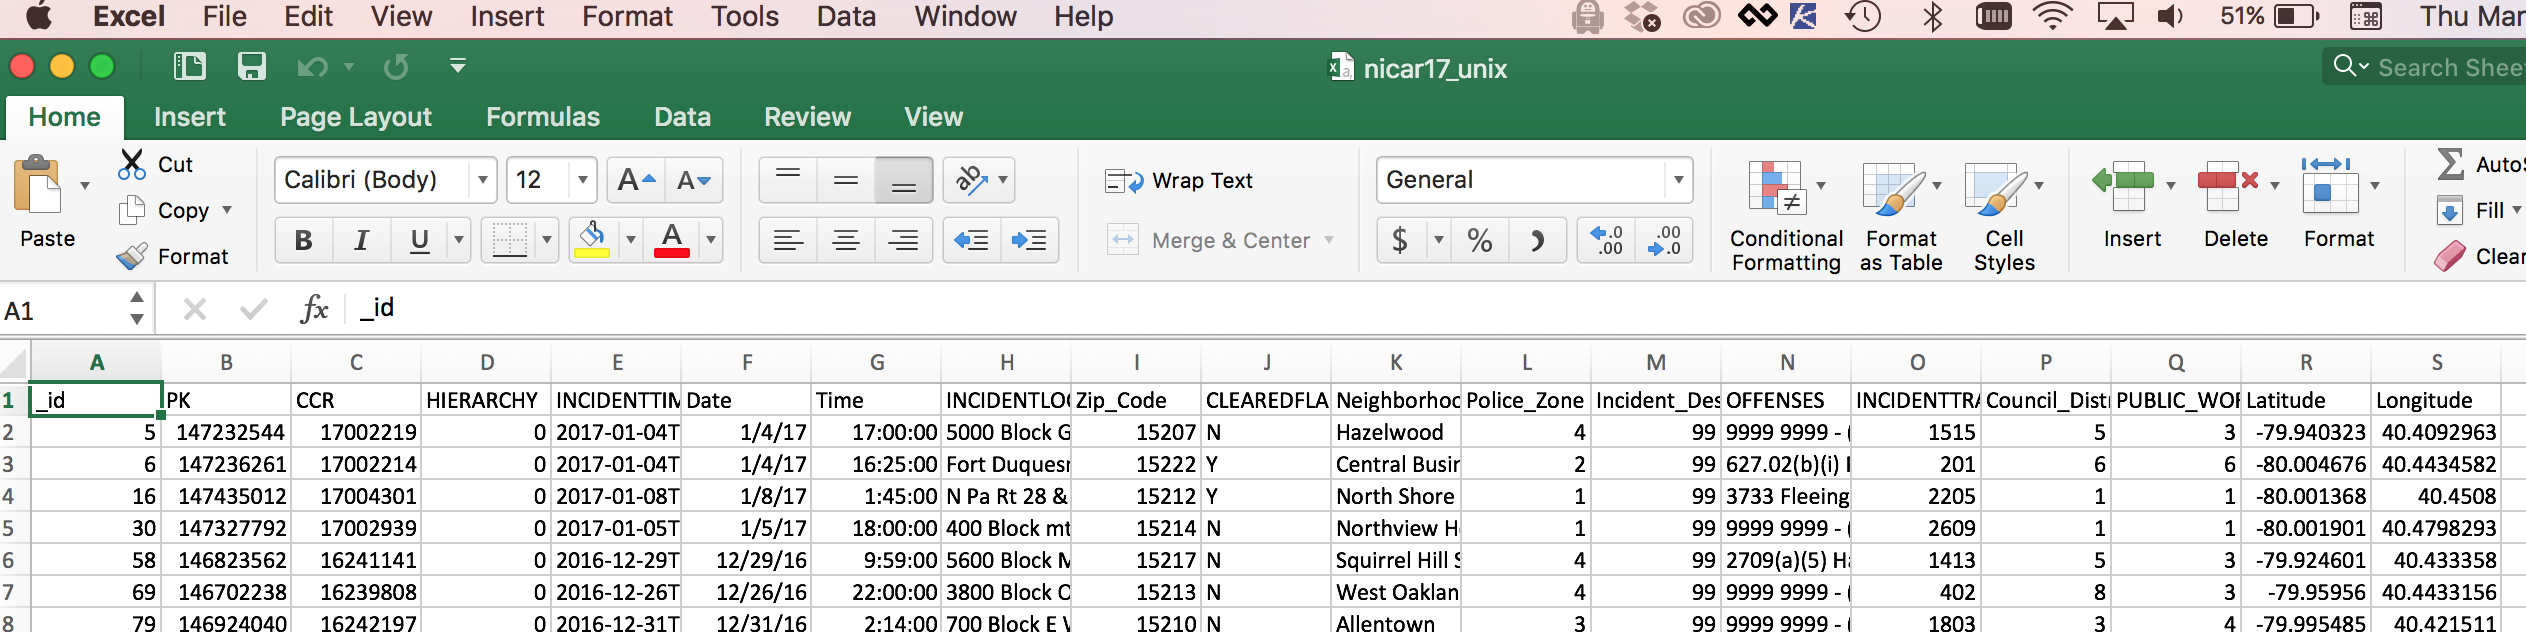 Excel File Edit View Insert Format Tools Data Window Help 51% Thu Mar
nicar17_unix Search Shee
Home Insert Page Layout Formulas Data Review View
Paste Cut Copy Format Calibri (Body) 12 A A Wrap Text General Conditional Formatting Format as Table Cell Styles Insert Delete Format AutoS Fill Clear
B I U A Merge & Center $ % .0 .00 .00 .0
A1 fx _id
A B C D E F G H I J K L M N O P Q R S
1 _id PK CCR HIERARCHY INCIDENTTIM Date Time INCIDENTLOC Zip_Code CLEAREDFLA Neighborhoo Police_Zone Incident_Des OFFENSES INCIDENTTRA Council_Distr PUBLIC_WOR Latitude Longitude
2 5 147232544 17002219 0 2017-01-04T 1/4/17 17:00:00 5000 Block G 15207 N Hazelwood 4 99 9999 9999 - ( 1515 5 3 -79.940323 40.4092963
3 6 147236261 17002214 0 2017-01-04T 1/4/17 16:25:00 Fort Duquesn 15222 Y Central Busin 2 99 627.02(b)(i) 201 6 6 -80.004676 40.4434582
4 16 147435012 17004301 0 2017-01-08T 1/8/17 1:45:00 N Pa Rt 28 & 15212 Y North Shore 1 99 3733 Fleeing 2205 1 1 -80.001368 40.4508
5 30 147327792 17002939 0 2017-01-05T 1/5/17 18:00:00 400 Block mt 15214 N Northview H 1 99 9999 9999 - ( 2609 1 1 -80.001901 40.4798293
6 58 146823562 16241141 0 2016-12-29T 12/29/16 9:59:00 5600 Block M 15217 N Squirrel Hill S 4 99 2709(a)(5) Ha 1413 5 3 -79.924601 40.433358
7 69 146702238 16239808 0 2016-12-26T 12/26/16 22:00:00 3800 Block O 15213 N West Oaklan 4 99 9999 9999 - ( 402 8 3 -79.95956 40.4433156
8 79 146924040 16242197 0 2016-12-31T 12/31/16 2:14:00 700 Block E 15210 N Allentown 3 99 9999 9999 - ( 1803 3 4 -79.995485 40.421511